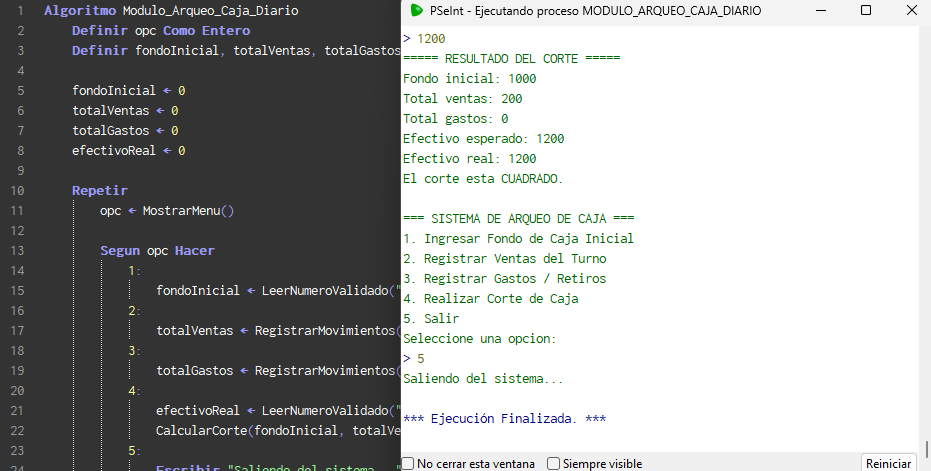 1 Algoritmo Modulo_Arqueo_Caja_Diario
2 Definir opc Como Entero
3 Definir fondoInicial, totalVentas, totalGastos
4
5 fondoInicial ← 0
6 totalVentas ← 0
7 totalGastos ← 0
8 efectivoReal ← 0
9
10 Repetir
11 opc ← MostrarMenu()
12
13 Segun opc Hacer
14 1:
15 fondoInicial ← LeerNumeroValidado("
16 2:
17 totalVentas ← RegistrarMovimientos(
18 3:
19 totalGastos ← RegistrarMovimientos(
20 4:
21 efectivoReal ← LeerNumeroValidado("
22 CalcularCorte(fondoInicial, totalVe
23 5:
24 Escribir "Saliendo del sistema..."
PSeInt - Ejecutando proceso MODULO_ARQUEO_CAJA_DIARIO
> 1200
===== RESULTADO DEL CORTE =====
Fondo inicial: 1000
Total ventas: 200
Total gastos: 0
Efectivo esperado: 1200
Efectivo real: 1200
El corte esta CUADRADO.
=== SISTEMA DE ARQUEO DE CAJA ===
1. Ingresar Fondo de Caja Inicial
2. Registrar Ventas del Turno
3. Registrar Gastos / Retiros
4. Realizar Corte de Caja
5. Salir
Seleccione una opcion:
> 5
Saliendo del sistema...
*** Ejecución Finalizada. ***
No cerrar esta ventana
Siempre visible
Reiniciar